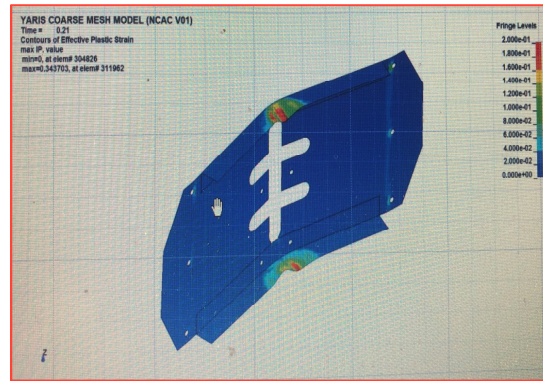 YARIS COARSE MESH MODEL (NCAC V01)
Time = 0.21
Contours of Effective Plastic Strain
max IP. value
min=0, at elem# 304826
max=0.343703, at elem# 311962
Fringe Levels
2.000e-01
1.800e-01
1.600e-01
1.400e-01
1.200e-01
1.000e-01
8.000e-02
6.000e-02
4.000e-02
2.000e-02
0.000e+00